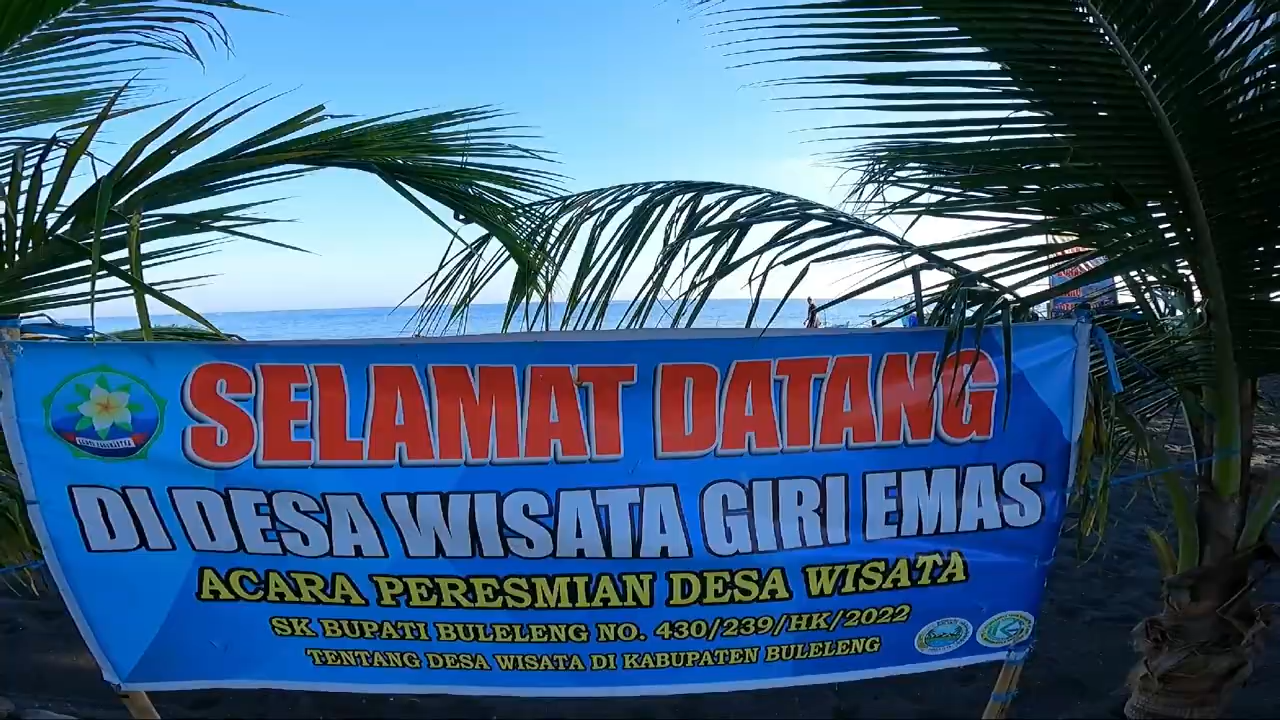 SELAMAT DATANG
DI DESA WISATA GIRI EMAS
ACARA PERESMIAN DESA WISATA
SK BUPATI BULELENG NO. 430/239/HK/2022
TENTANG DESA WISATA DI KABUPATEN BULELENG